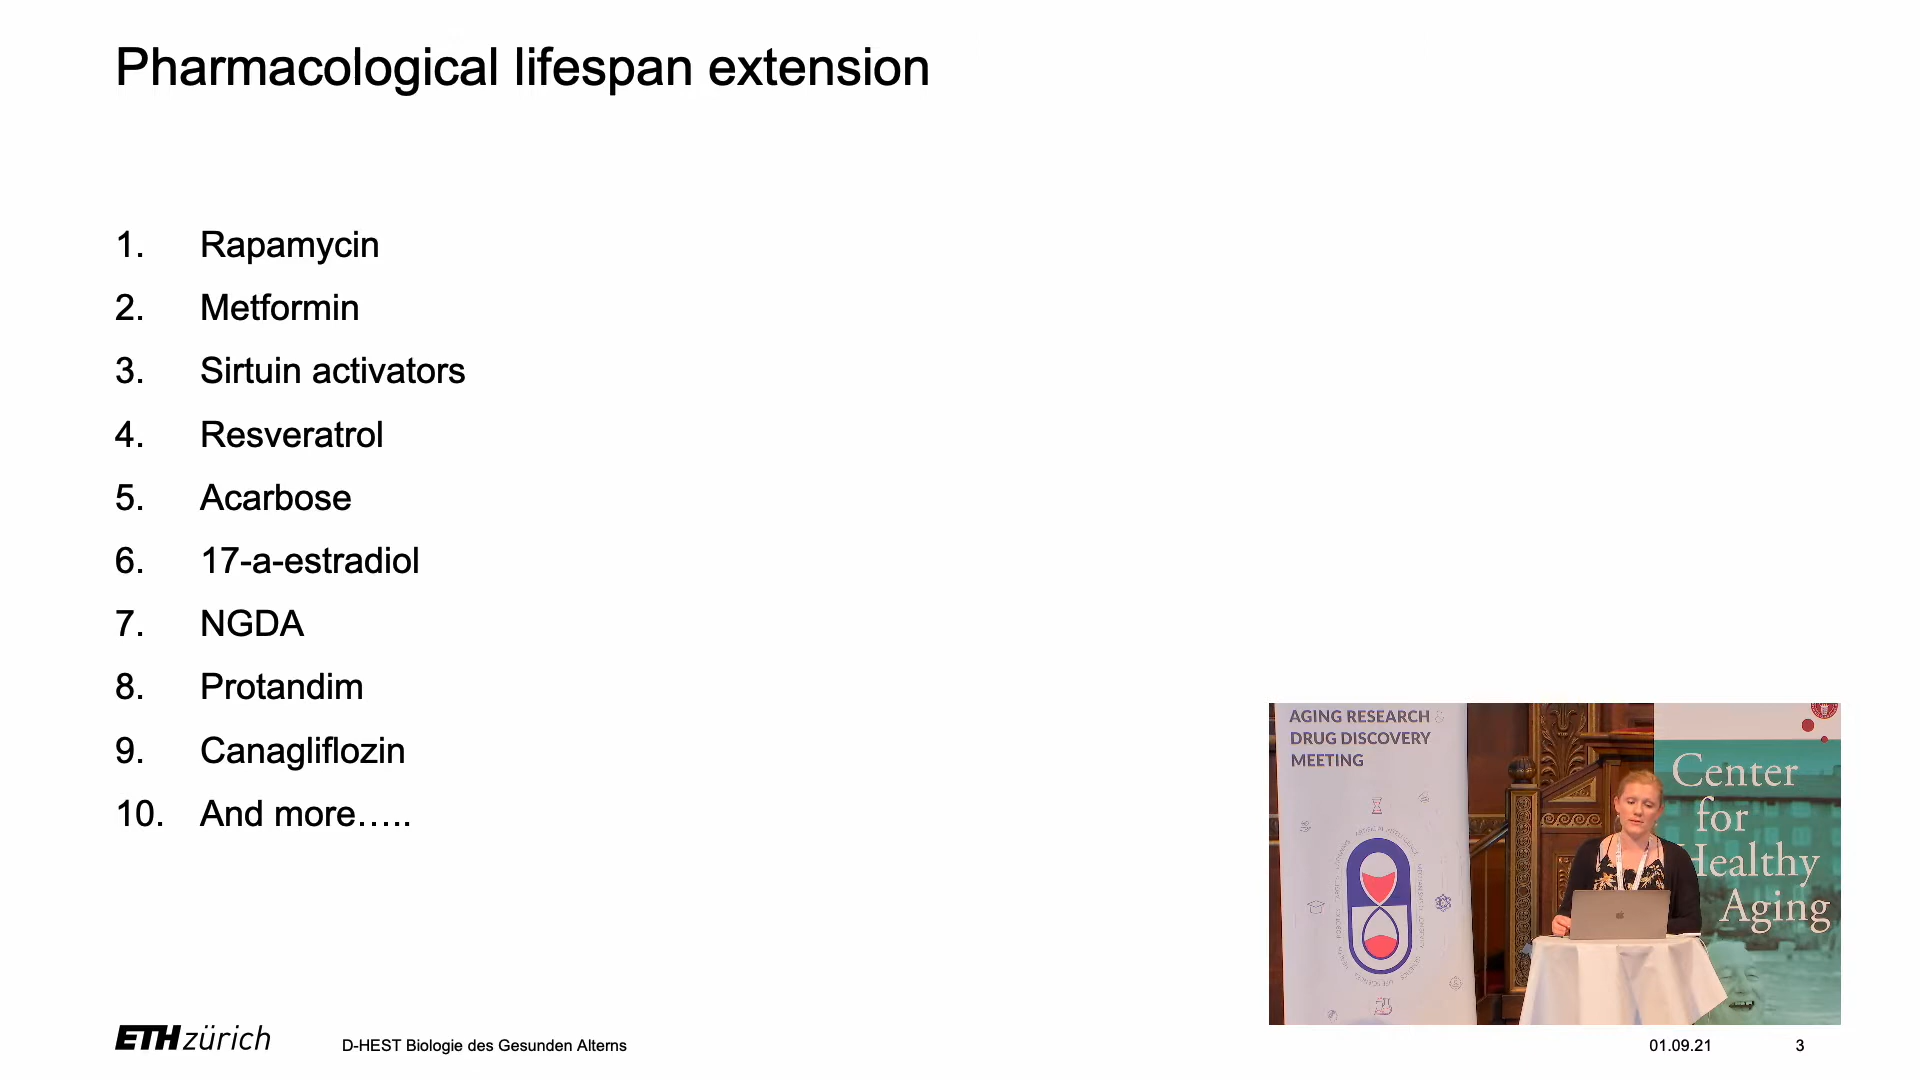 Pharmacological lifespan extension
1. Rapamycin
2. Metformin
3. Sirtuin activators
4. Resveratrol
5. Acarbose
6. 17-a-estradiol
7. NGDA
8. Protandim
9. Canagliflozin
10. And more…..
AGING RESEARCH &
DRUG DISCOVERY
MEETING
Center
for
Healthy
Aging
ETH zürich
D-HEST Biologie des Gesunden Alterns
01.09.21
3